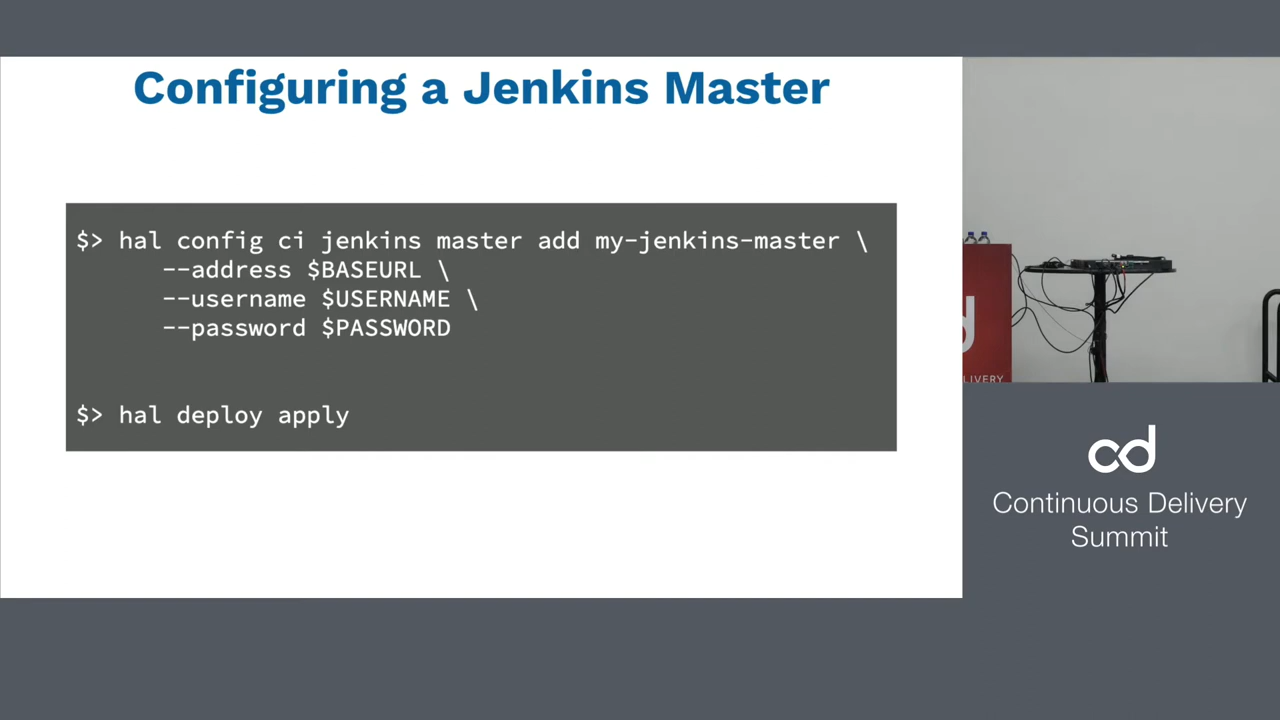 Configuring a Jenkins Master
$> hal config ci jenkins master add my-jenkins-master \
--address $BASEURL \
--username $USERNAME \
--password $PASSWORD
$> hal deploy apply
d
LIVERY
cd
Continuous Delivery
Summit